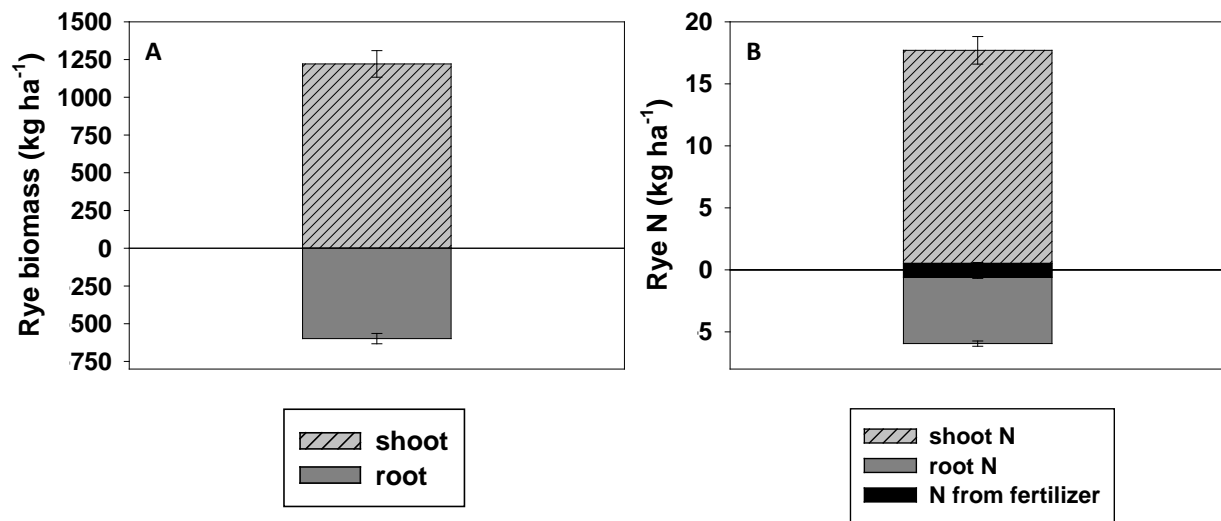 A
Rye biomass (kg ha⁻¹)
1500
1250
1000
750
500
250
0
250
500
750
shoot
root
B
Rye N (kg ha⁻¹)
20
15
10
5
0
5
shoot N
root N
N from fertilizer